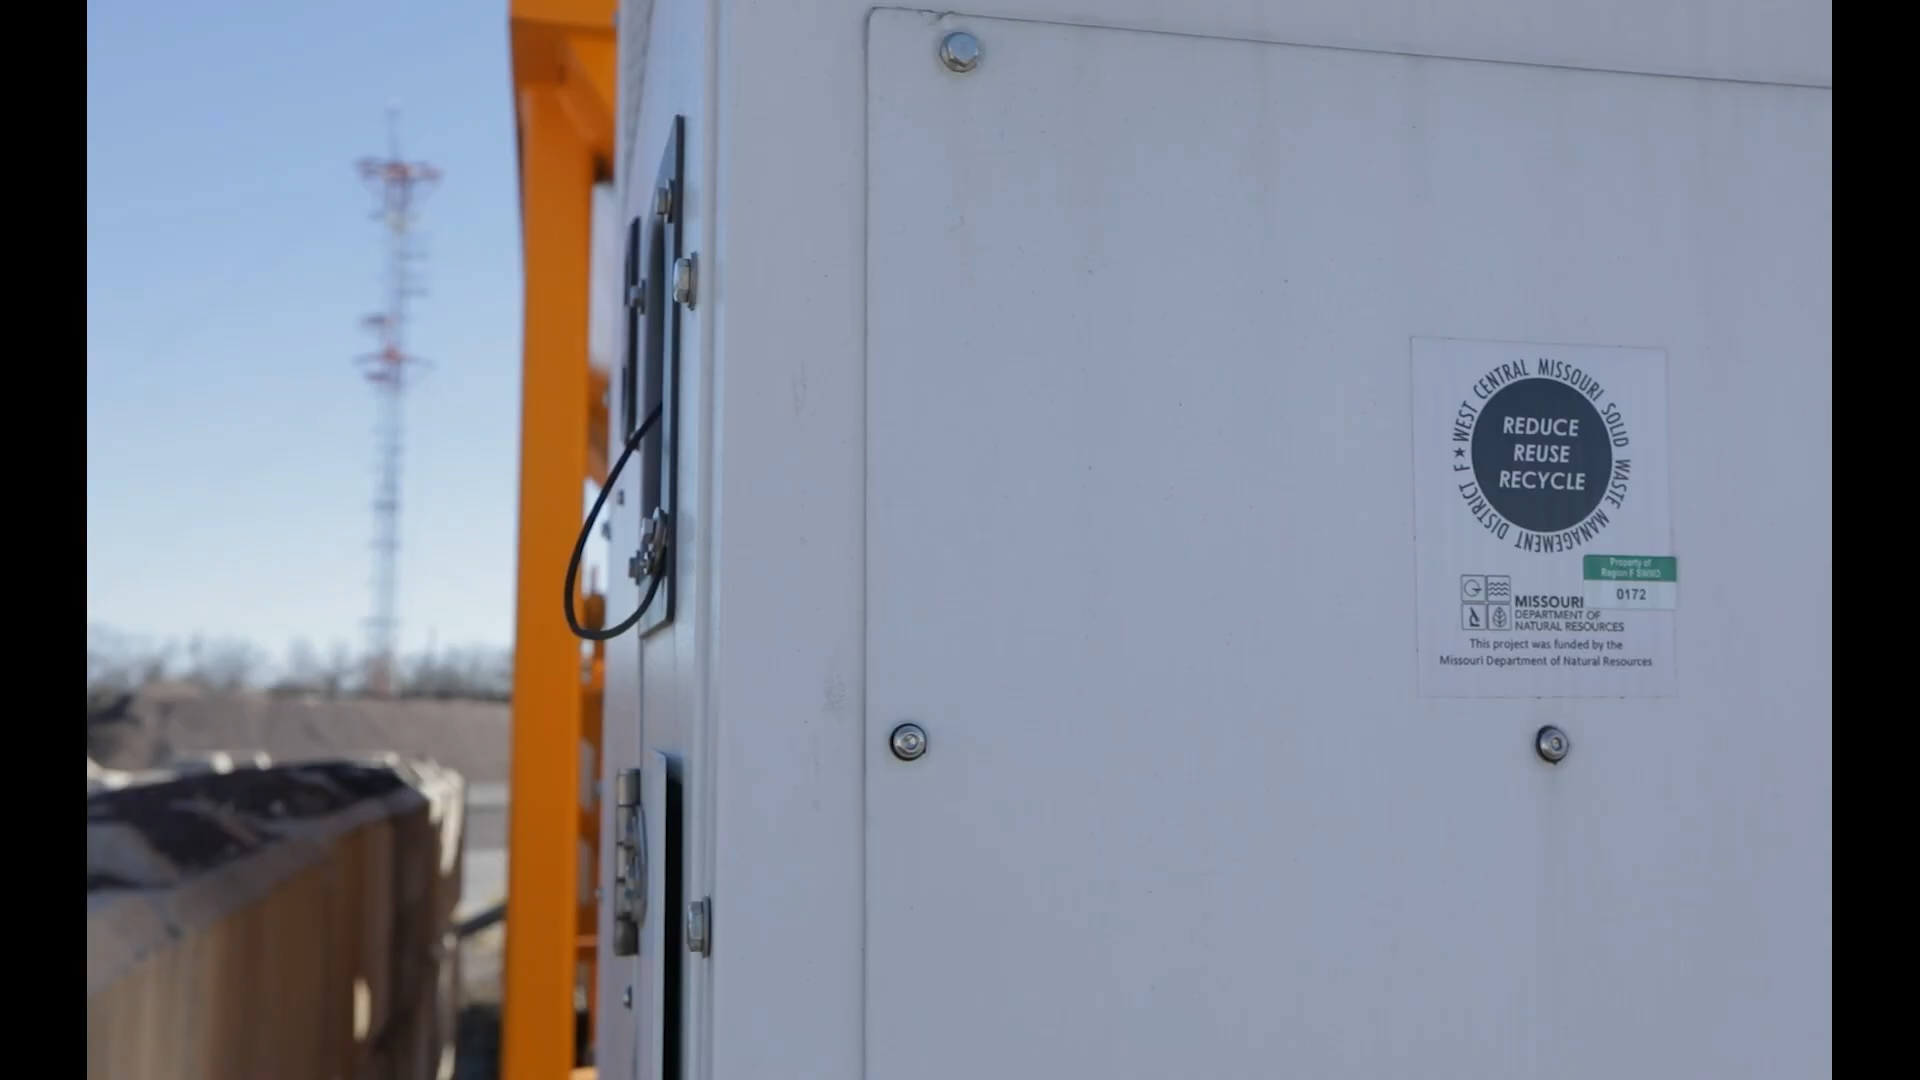 ★ WEST CENTRAL MISSOURI SOLID WASTE MANAGEMENT DISTRICT F
REDUCE
REUSE
RECYCLE
Property of
Region F SWMD
0172
MISSOURI
DEPARTMENT OF
NATURAL RESOURCES
This project was funded by the
Missouri Department of Natural Resources